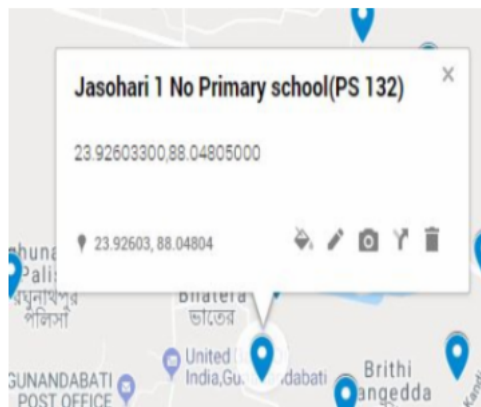 Jasohari 1 No Primary school(PS 132)
23.92603300,88.04805000
23.92603, 88.04804
Bhatera
ভাতের
পলিসা
United
India,Gu
dabati
GUNANDABATI
POST OFFICE
Brithi
angedda
Kandi